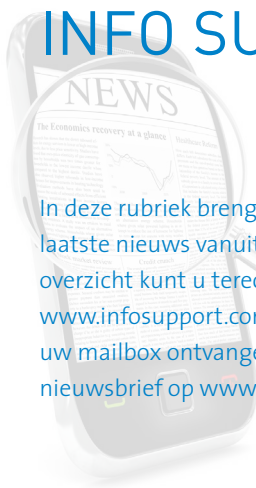 INFO SU
NEWS
The Economics recovery at a glance
In deze rubriek breng
laatste nieuws vanuit
overzicht kunt u tered
www.infosupport.com
uw mailbox ontvange
nieuwsbrief op www